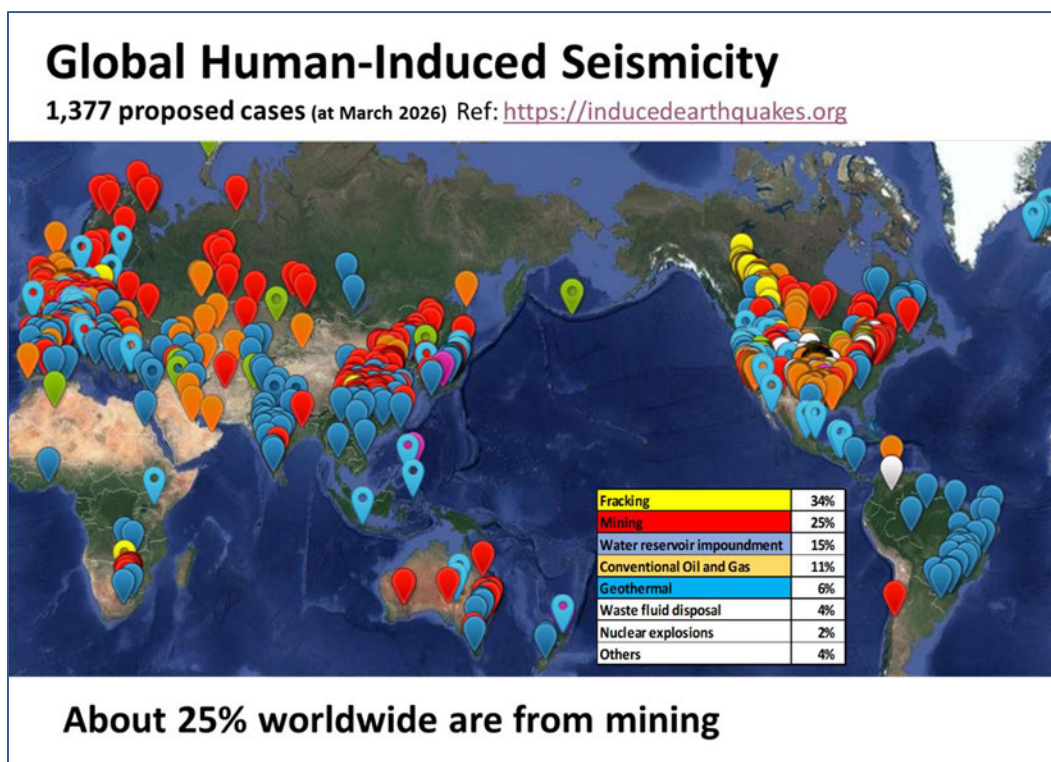 Global Human-Induced Seismicity
1,377 proposed cases (at March 2026) Ref: https://inducedearthquakes.org
Fracking 34%
Mining 25%
Water reservoir impoundment 15%
Conventional Oil and Gas 11%
Geothermal 6%
Waste fluid disposal 4%
Nuclear explosions 2%
Others 4%
About 25% worldwide are from mining